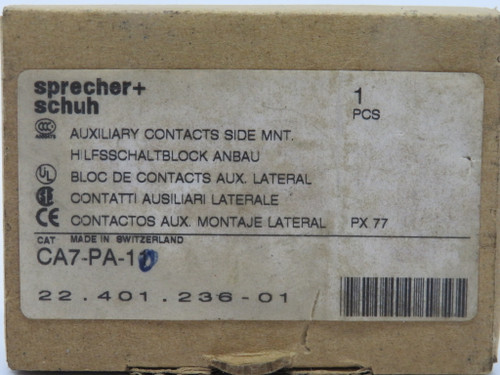 sprecher+
schuh
1
PCS
AUXILIARY CONTACTS SIDE MNT.
HILFSSCHALTBLOCK ANBAU
BLOC DE CONTACTS AUX. LATERAL
CONTATTI AUSILIARI LATERALE
CONTACTOS AUX. MONTAJE LATERAL PX 77
CAT MADE IN SWITZERLAND
CA7-PA-10
22.401.236-01